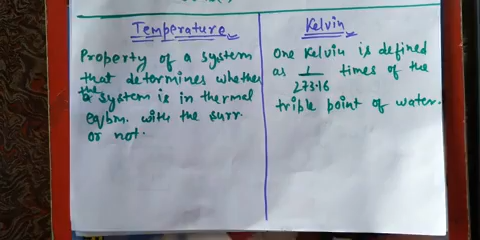 Temperature
Property of a system
that determines whether
the system is in thermal
eqbm. with the surr.
or not.
Kelvin
One Kelvin is defined
as 1/273.16 times of the
triple point of water.